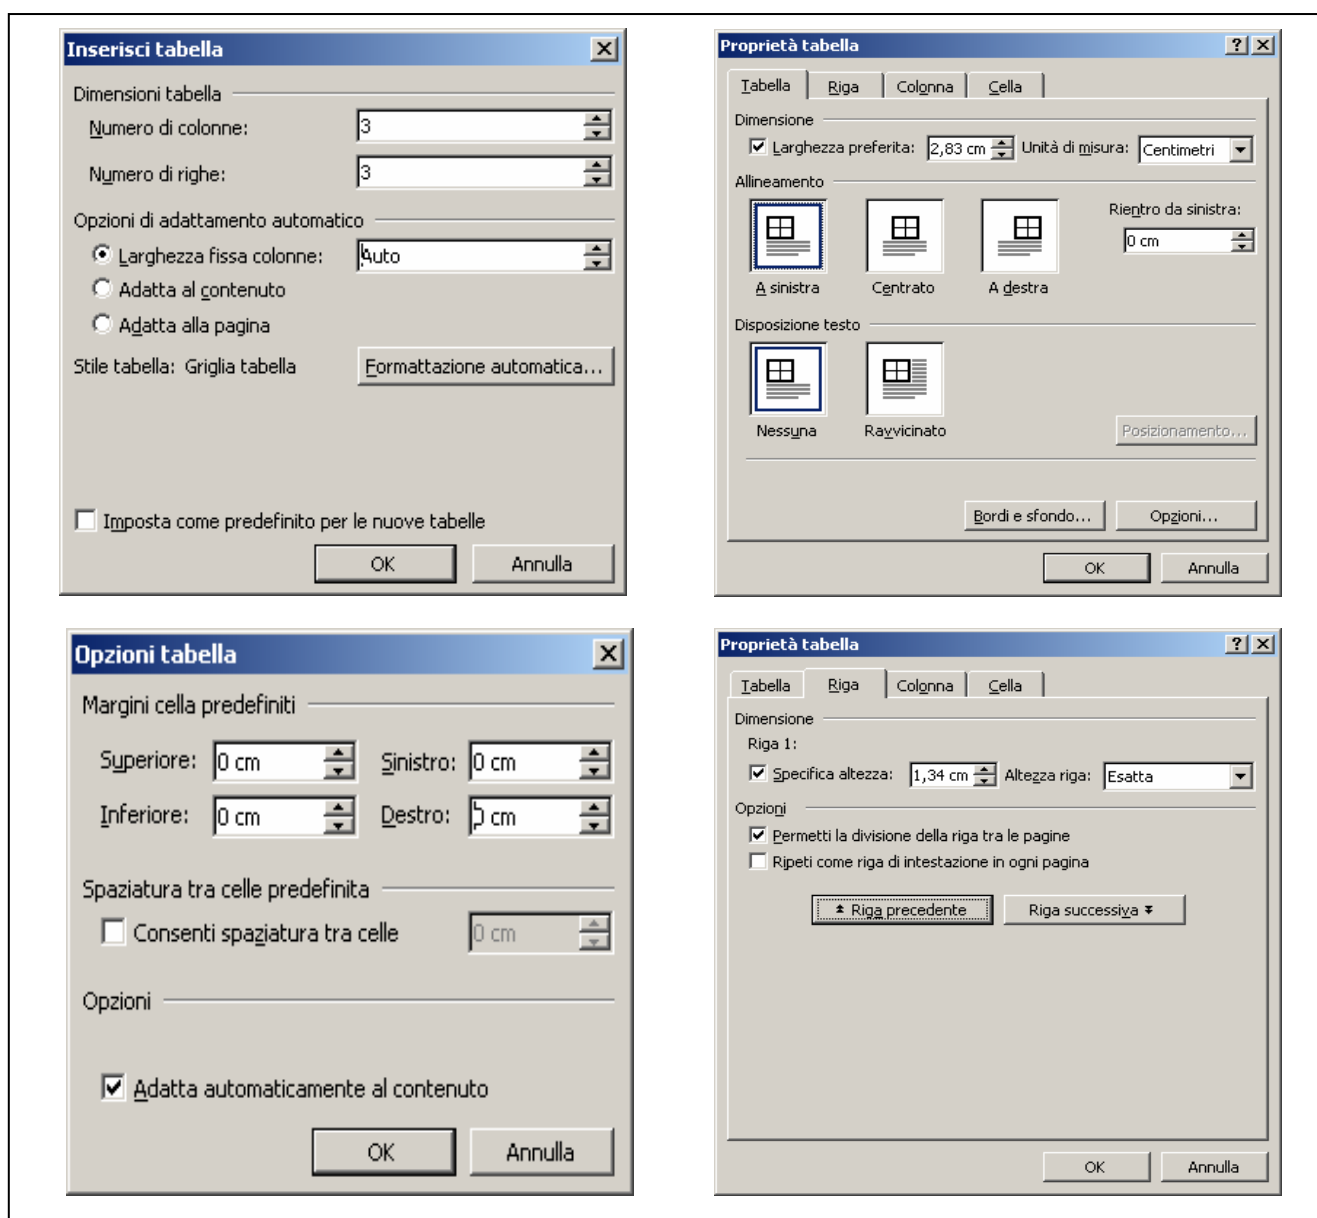 Inserisci tabella
Dimensioni tabella
Numero di colonne: 3
Numero di righe: 3
Opzioni di adattamento automatico
Larghezza fissa colonne: Auto
Adatta al contenuto
Adatta alla pagina
Stile tabella: Griglia tabella Formattazione automatica...
Imposta come predefinito per le nuove tabelle
OK Annulla
Proprietà tabella
Tabella Riga Colonna Cella
Dimensione
Larghezza preferita: 2,83 cm Unità di misura: Centimetri
Allineamento
Rientro da sinistra:
0 cm
A sinistra Centrato A destra
Disposizione testo
Nessuna Ravvicinato
Posizionamento...
Bordi e sfondo... Opzioni...
OK Annulla
Opzioni tabella
Margini cella predefiniti
Superiore: 0 cm Sinistro: 0 cm
Inferiore: 0 cm Destro: 0 cm
Spaziatura tra celle predefinita
Consenti spaziatura tra celle 0 cm
Opzioni
Adatta automaticamente al contenuto
OK Annulla
Proprietà tabella
Tabella Riga Colonna Cella
Dimensione
Riga 1:
Specifica altezza: 1,34 cm Altezza riga: Esatta
Opzioni
Permetti la divisione della riga tra le pagine
Ripeti come riga di intestazione in ogni pagina
Riga precedente Riga successiva
OK Annulla